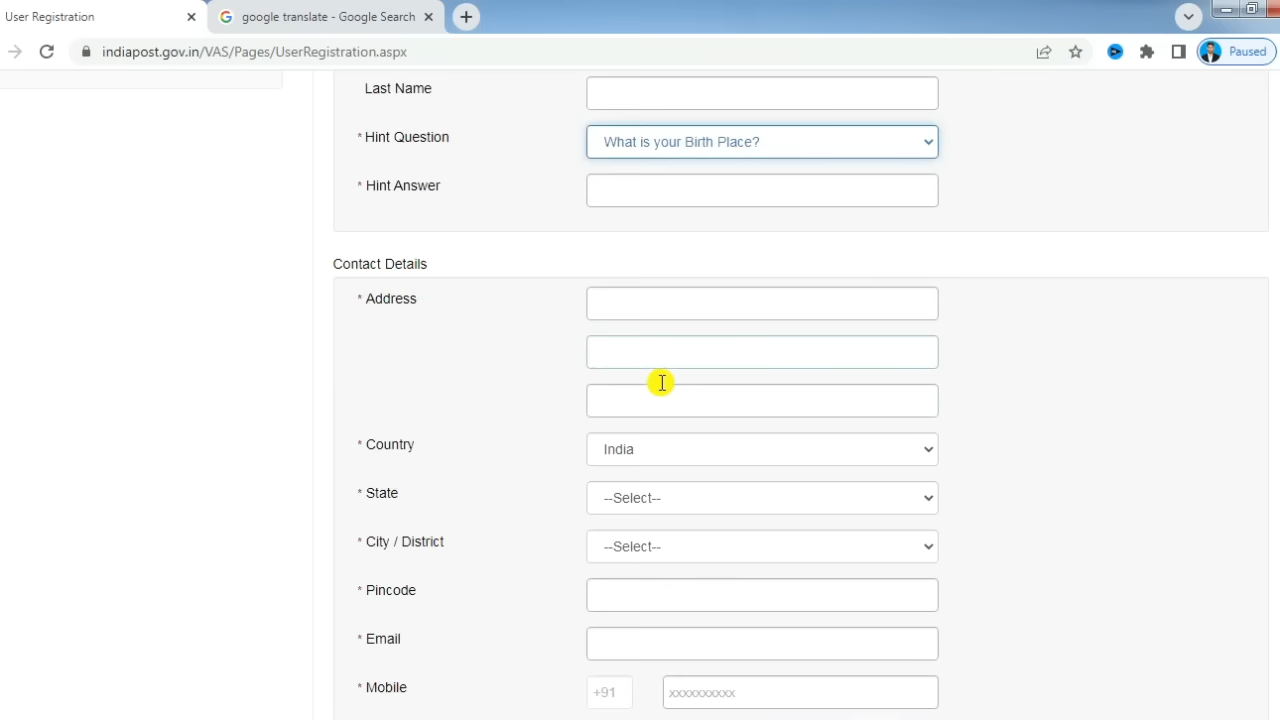 User Registration
google translate - Google Search
indiapost.gov.in/VAS/Pages/UserRegistration.aspx
Paused
Last Name
* Hint Question
What is your Birth Place?
* Hint Answer
Contact Details
* Address
* Country
India
* State
--Select--
* City / District
--Select--
* Pincode
* Email
* Mobile
+91
xxxxxxxxxx